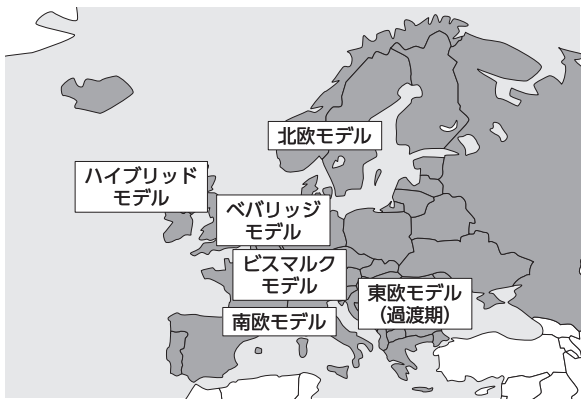 北欧モデル
ハイブリッド
モデル
ベバリッジ
モデル
ビスマルク
モデル
東欧モデル
（過渡期）
南欧モデル